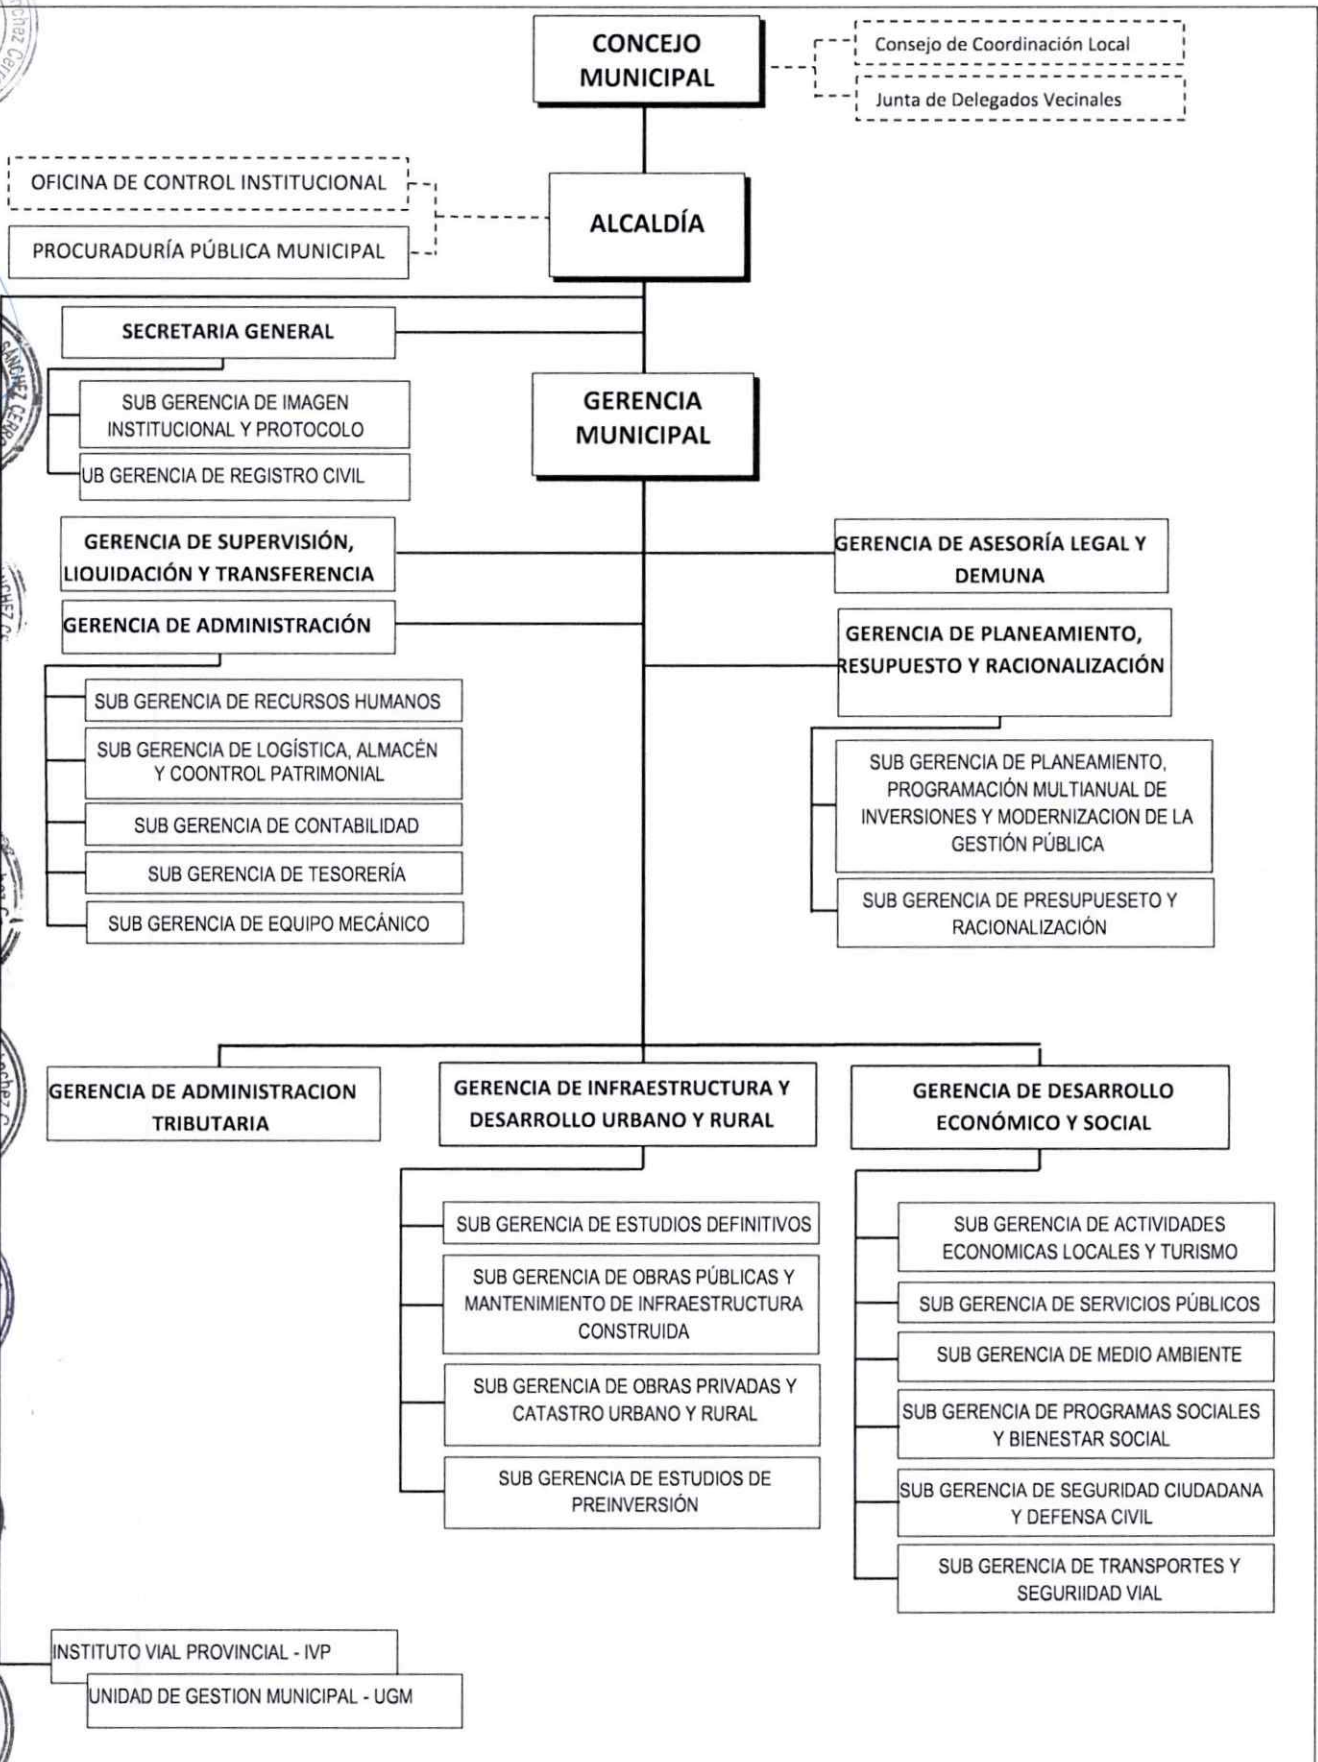 CONCEJO
MUNICIPAL
Consejo de Coordinación Local
Junta de Delegados Vecinales
OFICINA DE CONTROL INSTITUCIONAL
PROCURADURÍA PÚBLICA MUNICIPAL
ALCALDÍA
SECRETARIA GENERAL
SUB GERENCIA DE IMAGEN
INSTITUCIONAL Y PROTOCOLO
UB GERENCIA DE REGISTRO CIVIL
GERENCIA
MUNICIPAL
GERENCIA DE SUPERVISIÓN,
LIQUIDACIÓN Y TRANSFERENCIA
GERENCIA DE ASESORÍA LEGAL Y
DEMUNA
GERENCIA DE ADMINISTRACIÓN
SUB GERENCIA DE RECURSOS HUMANOS
SUB GERENCIA DE LOGÍSTICA, ALMACÉN
Y COONTROL PATRIMONIAL
SUB GERENCIA DE CONTABILIDAD
SUB GERENCIA DE TESORERÍA
SUB GERENCIA DE EQUIPO MECÁNICO
GERENCIA DE PLANEAMIENTO,
RESUPUESTO Y RACIONALIZACIÓN
SUB GERENCIA DE PLANEAMIENTO,
PROGRAMACIÓN MULTIANUAL DE
INVERSIONES Y MODERNIZACION DE LA
GESTIÓN PÚBLICA
SUB GERENCIA DE PRESUPUESETO Y
RACIONALIZACIÓN
GERENCIA DE ADMINISTRACION
TRIBUTARIA
GERENCIA DE INFRAESTRUCTURA Y
DESARROLLO URBANO Y RURAL
SUB GERENCIA DE ESTUDIOS DEFINITIVOS
SUB GERENCIA DE OBRAS PÚBLICAS Y
MANTENIMIENTO DE INFRAESTRUCTURA
CONSTRUIDA
SUB GERENCIA DE OBRAS PRIVADAS Y
CATASTRO URBANO Y RURAL
SUB GERENCIA DE ESTUDIOS DE
PREINVERSIÓN
GERENCIA DE DESARROLLO
ECONÓMICO Y SOCIAL
SUB GERENCIA DE ACTIVIDADES
ECONOMICAS LOCALES Y TURISMO
SUB GERENCIA DE SERVICIOS PÚBLICOS
SUB GERENCIA DE MEDIO AMBIENTE
SUB GERENCIA DE PROGRAMAS SOCIALES
Y BIENESTAR SOCIAL
SUB GERENCIA DE SEGURIDAD CIUDADANA
Y DEFENSA CIVIL
SUB GERENCIA DE TRANSPORTES Y
SEGURIIDAD VIAL
INSTITUTO VIAL PROVINCIAL - IVP
UNIDAD DE GESTION MUNICIPAL - UGM
SÁNCHEZ CERRO